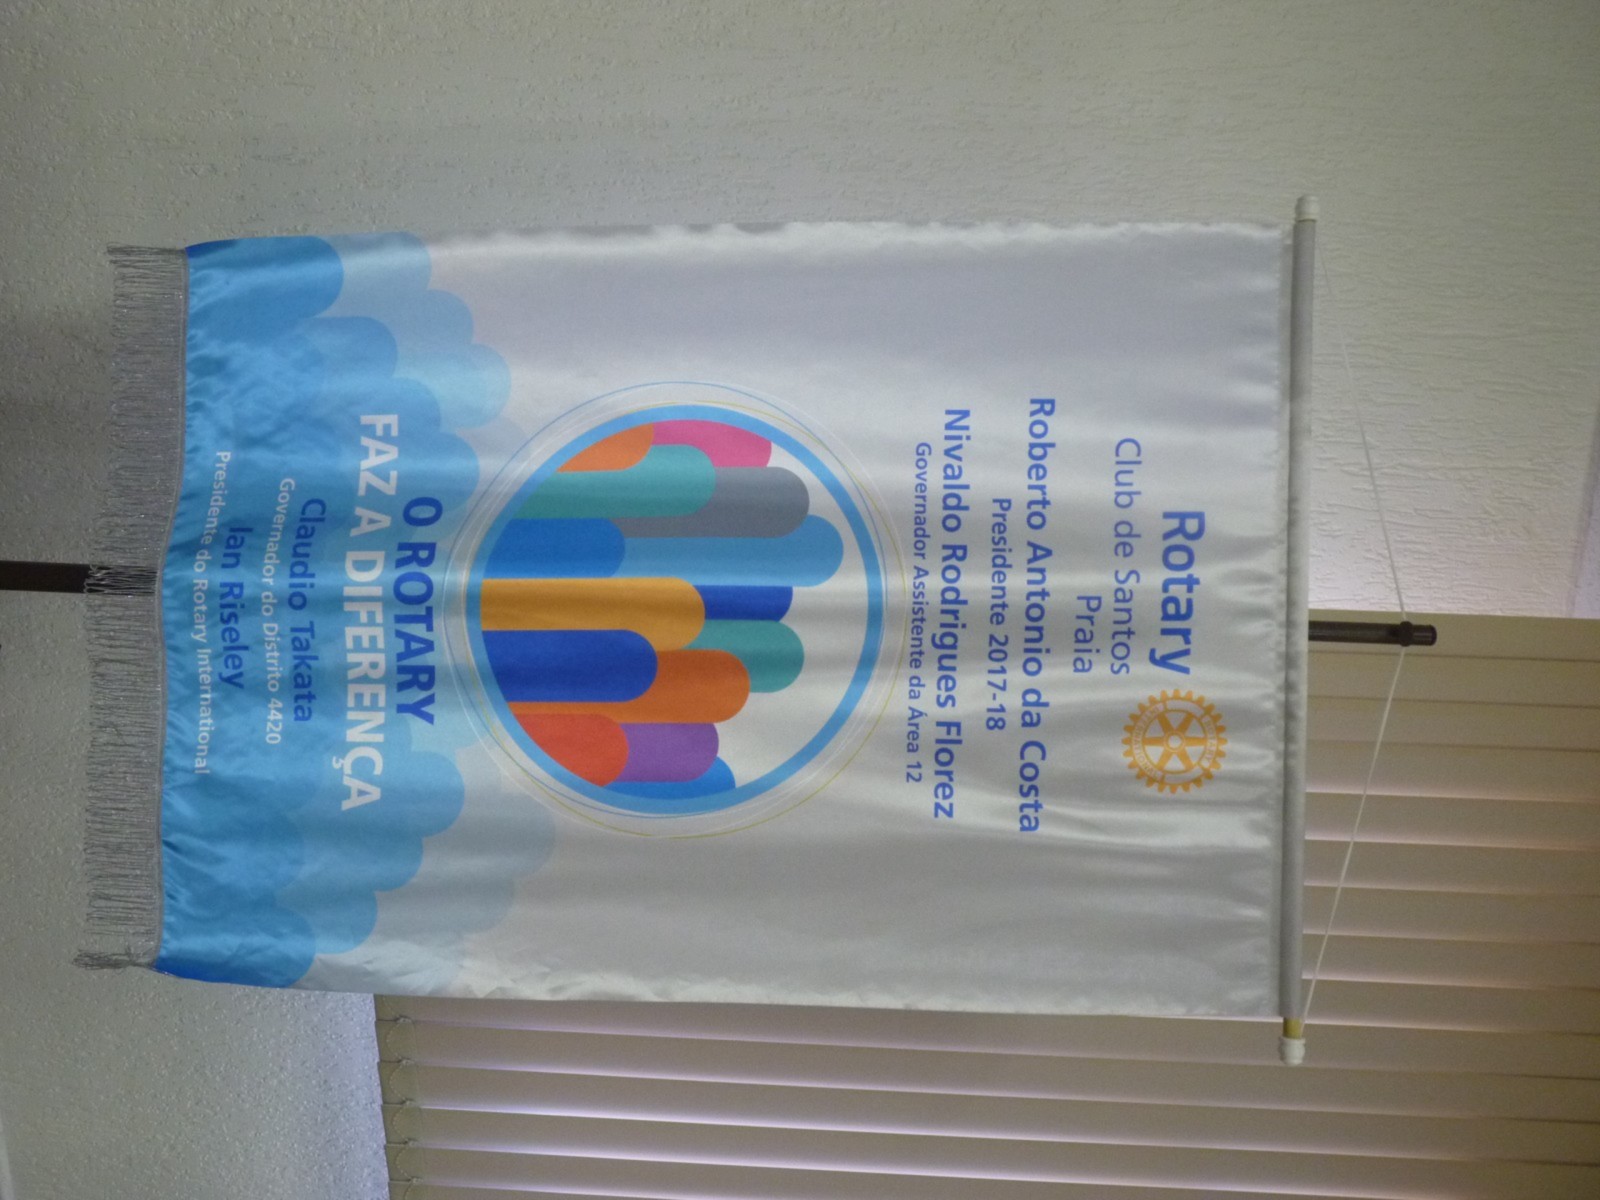 Rotary
Club de Santos
Praia
Roberto Antonio da Costa
Presidente 2017-18
Nivaldo Rodrigues Florez
Governador Assistente da Área 12
O ROTARY
FAZ A DIFERENÇA
Claudio Takata
Governador do Distrito 4420
Ian Riseley
Presidente do Rotary International